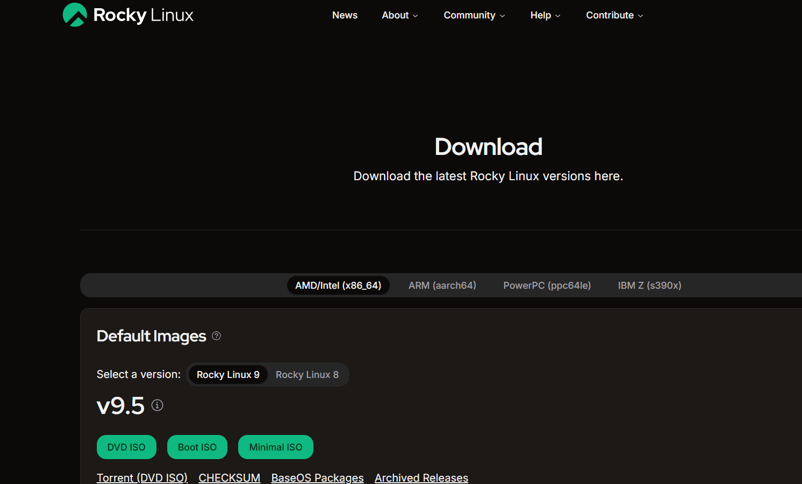 Rocky Linux News About Community Help Contribute
Download
Download the latest Rocky Linux versions here.
AMD/Intel (x86_64) ARM (aarch64) PowerPC (ppc64le) IBM Z (s390x)
Default Images
Select a version: Rocky Linux 9 Rocky Linux 8
v9.5
DVD ISO Boot ISO Minimal ISO
Torrent (DVD ISO) CHECKSUM BaseOS Packages Archived Releases